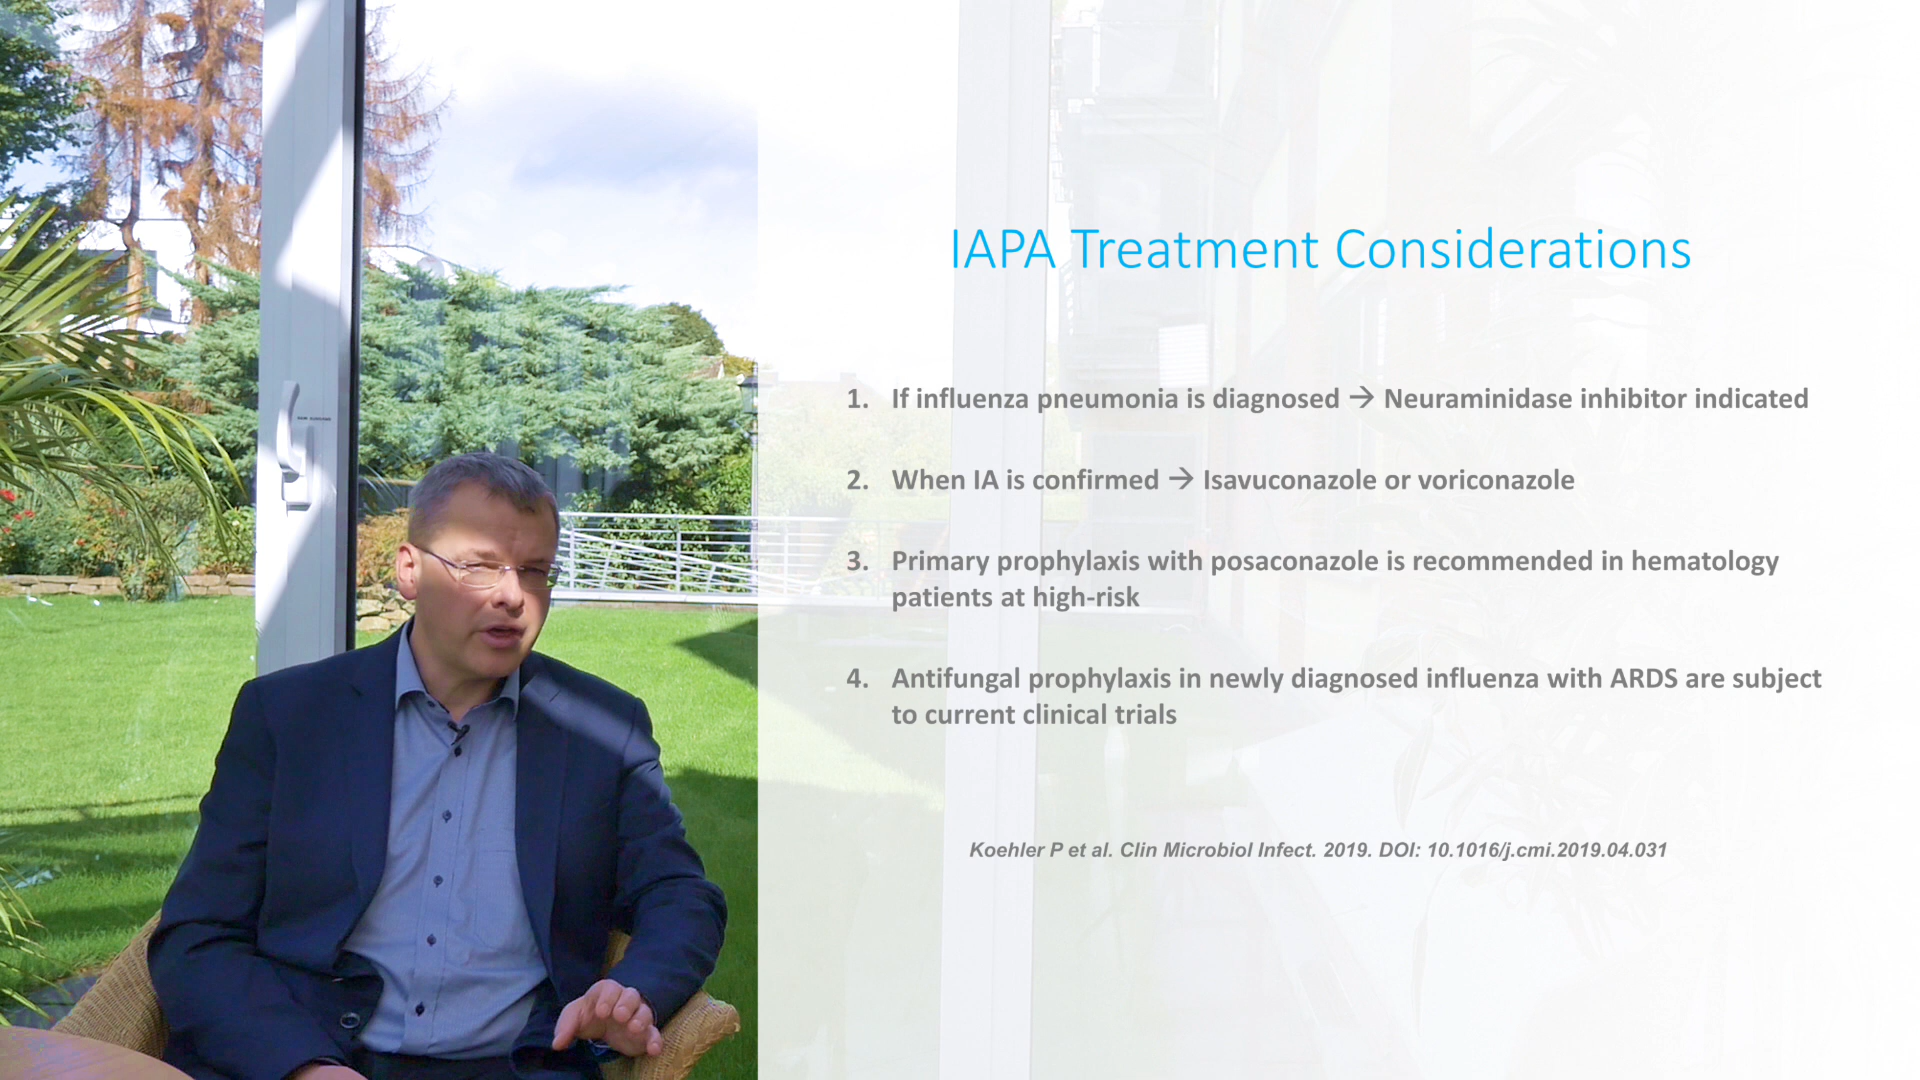 IAPA Treatment Considerations
1. If influenza pneumonia is diagnosed → Neuraminidase inhibitor indicated
2. When IA is confirmed → Isavuconazole or voriconazole
3. Primary prophylaxis with posaconazole is recommended in hematology
patients at high-risk
4. Antifungal prophylaxis in newly diagnosed influenza with ARDS are subject
to current clinical trials
Koehler P et al. Clin Microbiol Infect. 2019. DOI: 10.1016/j.cmi.2019.04.031